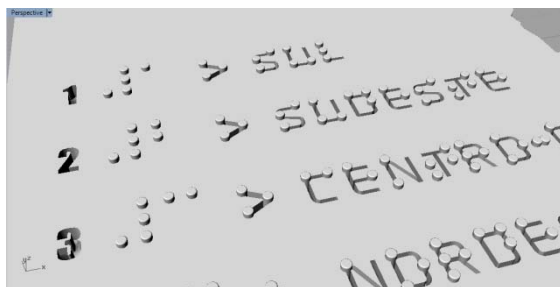 Perspective
1 ⠼⠁ > SUL
2 ⠼⠃ > SUDESTE
3 ⠼⠉ > CENTRO-
NORDE
z y x